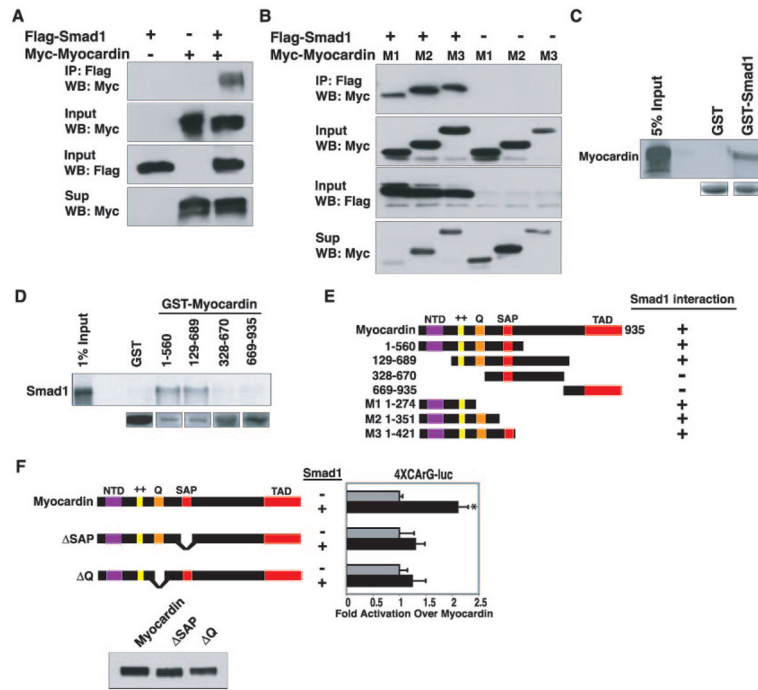 A
Flag-Smad1 + - +
Myc-Myocardin - + +
IP: Flag
WB: Myc
Input
WB: Myc
Input
WB: Flag
Sup
WB: Myc
B
Flag-Smad1 + + + - - -
Myc-Myocardin M1 M2 M3 M1 M2 M3
IP: Flag
WB: Myc
Input
WB: Myc
Input
WB: Flag
Sup
WB: Myc
C
5% Input
GST
GST-Smad1
Myocardin
D
GST-Myocardin
1% Input
GST
1-560
129-689
328-670
669-935
Smad1
E
Smad1 interaction
NTD ++ Q SAP TAD
Myocardin 935 +
1-560 +
129-689 +
328-670 -
669-935 -
M1 1-274 +
M2 1-351 +
M3 1-421 +
F
Smad1 4XCArG-luc
NTD ++ Q SAP TAD
Myocardin -
+ *
ΔSAP -
+
ΔQ -
+
0 0.5 1 1.5 2 2.5
Fold Activation Over Myocardin
Myocardin
ΔSAP
ΔQ